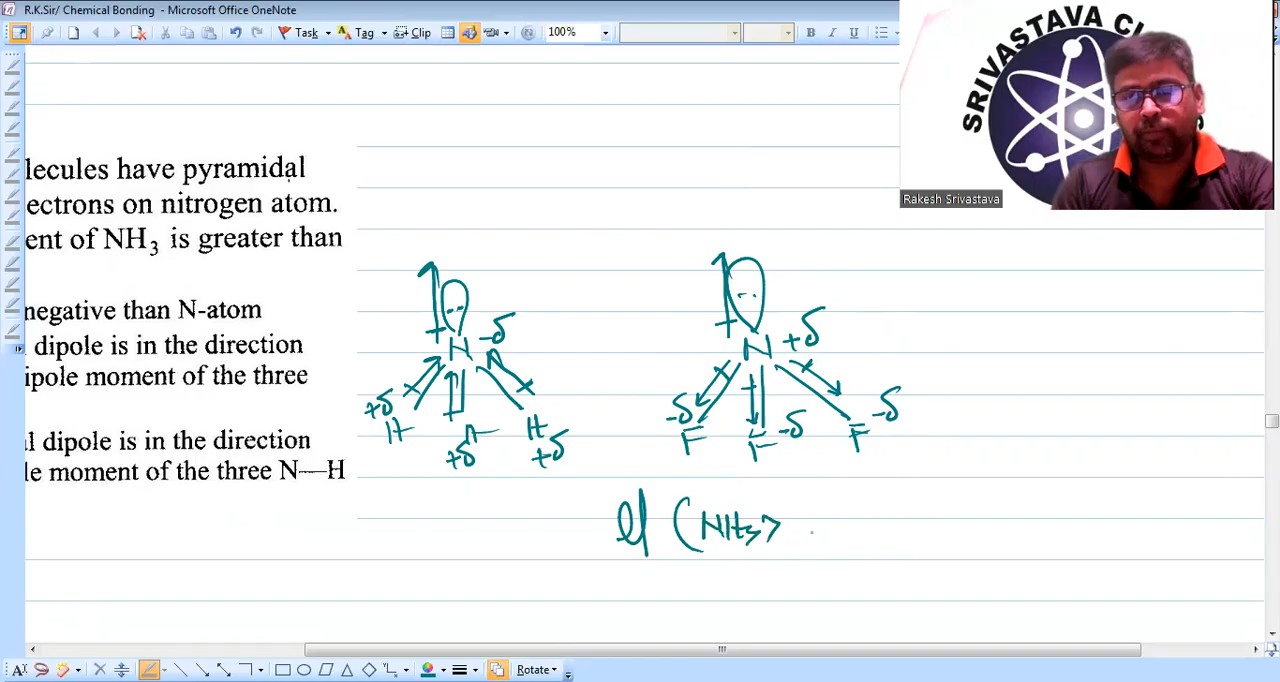 R.K.Sir/ Chemical Bonding - Microsoft Office OneNote
Task
Tag
Clip
100%
B I U
SRIVASTAVA CL
Rakesh Srivastava
lecules have pyramidal
ectrons on nitrogen atom.
ent of NH3 is greater than
negative than N-atom
dipole is in the direction
ipole moment of the three
al dipole is in the direction
le moment of the three N—H
N -δ
+δ
H
H
+δ
H
+δ
N +δ
-δ
F
F -δ
F -δ
(NH3>
Rotate